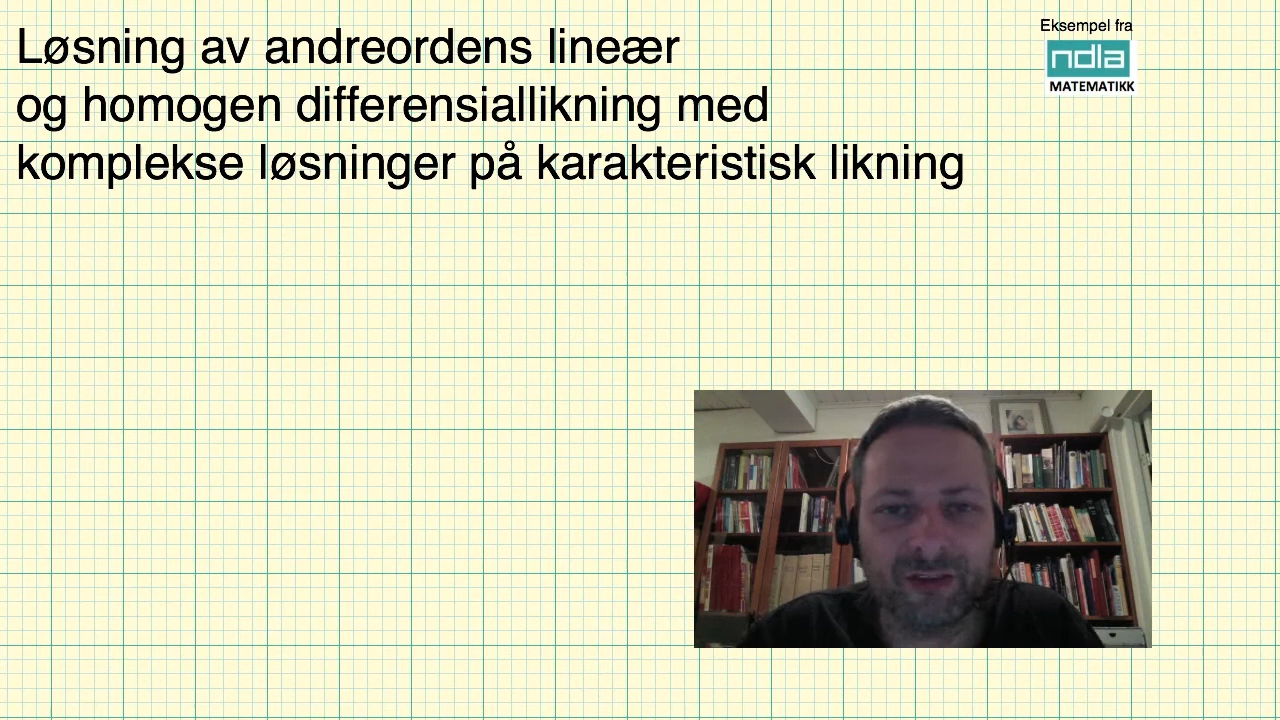 Løsning av andreordens lineær
og homogen differensiallikning med
komplekse løsninger på karakteristisk likning
Eksempel fra
ndla
MATEMATIKK